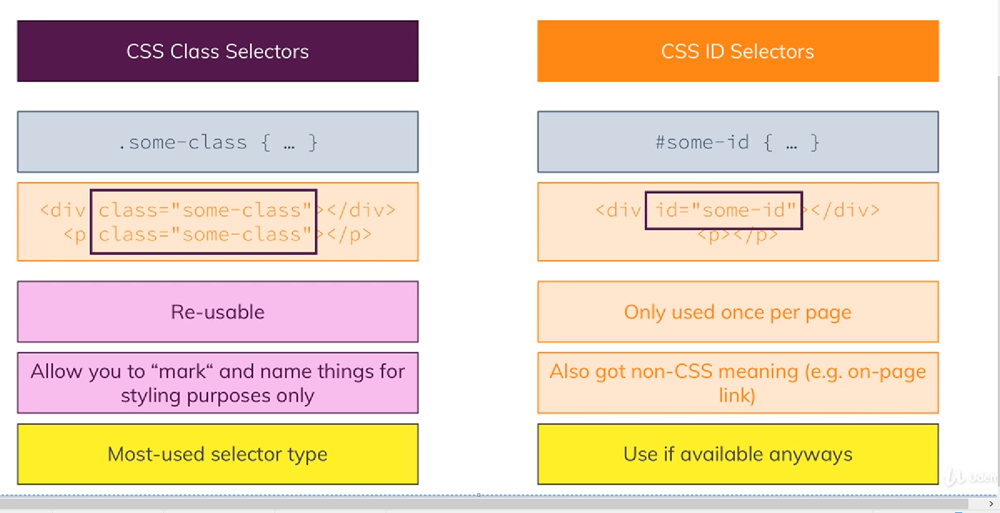 CSS Class Selectors
.some-class { … }
<div class="some-class"></div>
<p class="some-class"></p>
Re-usable
Allow you to “mark“ and name things for
styling purposes only
Most-used selector type
CSS ID Selectors
#some-id { … }
<div id="some-id"></div>
<p></p>
Only used once per page
Also got non-CSS meaning (e.g. on-page
link)
Use if available anyways